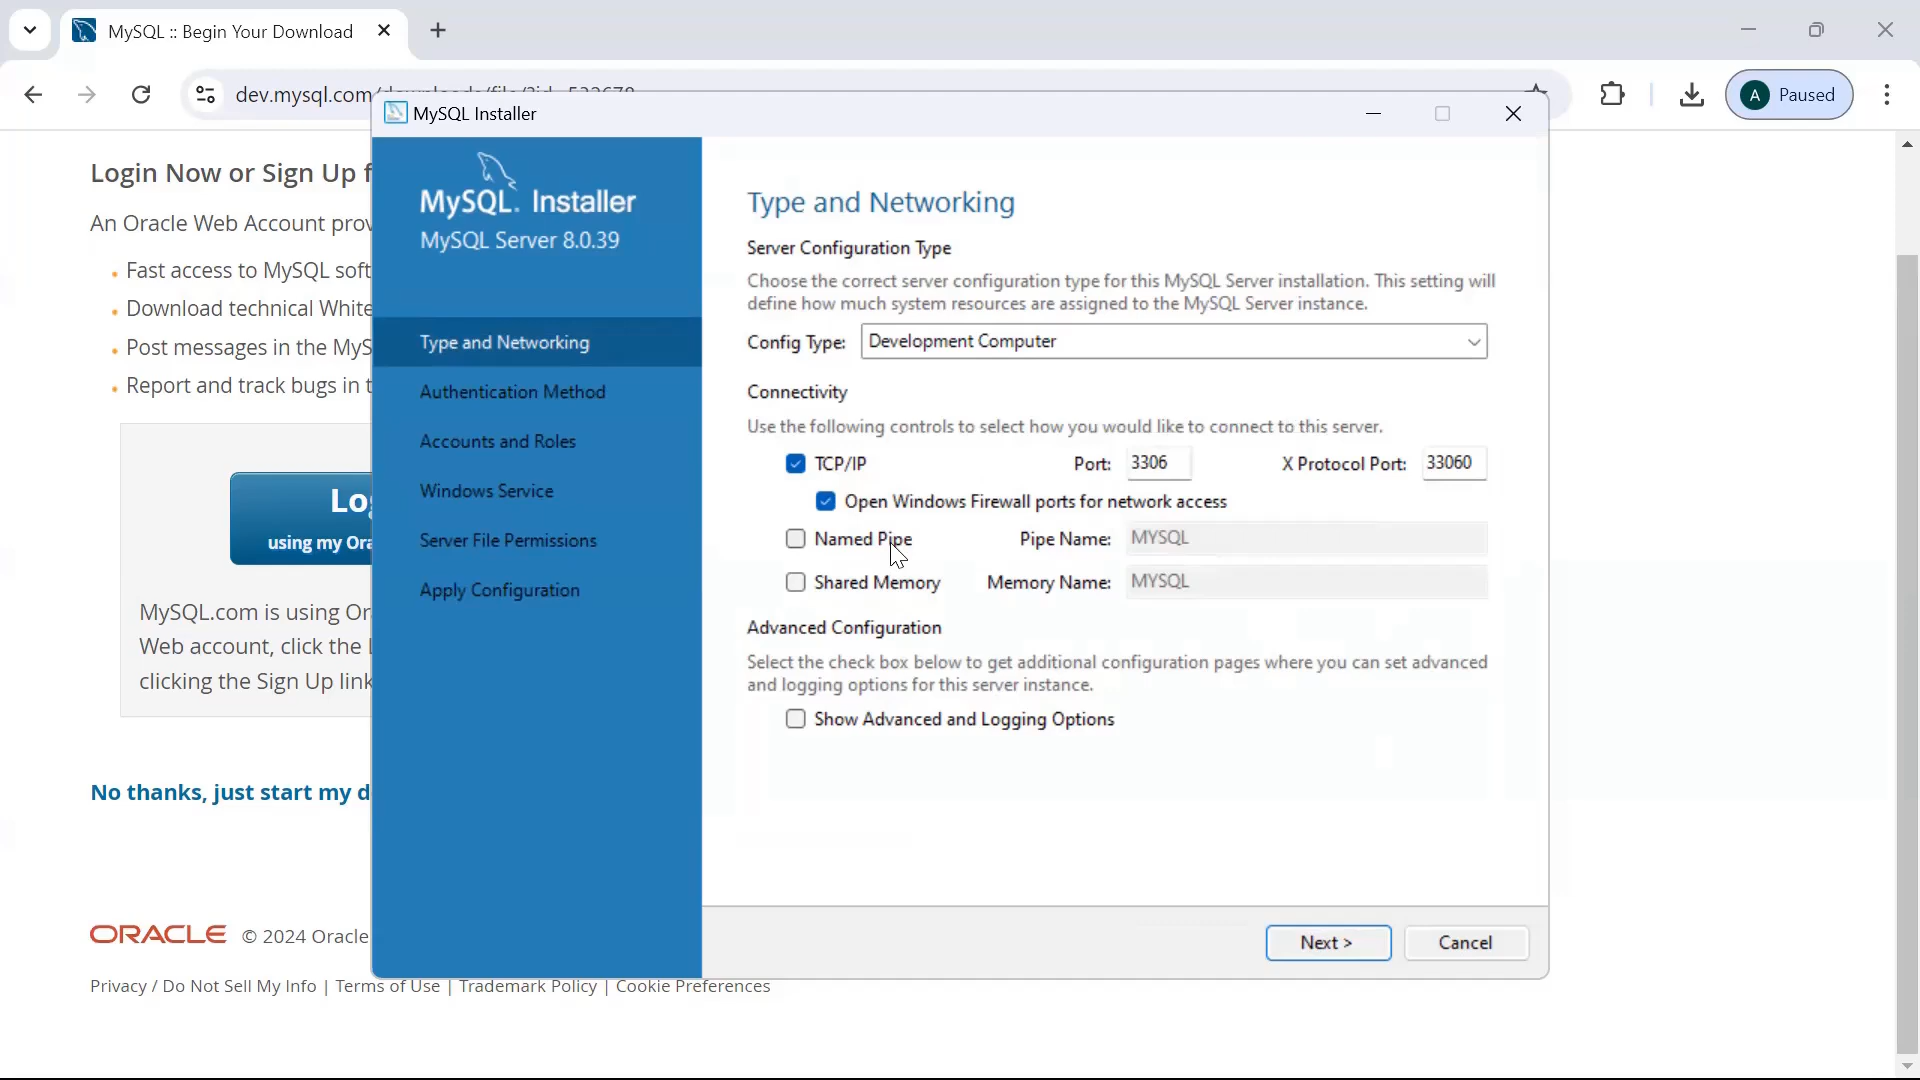 MySQL :: Begin Your Download
dev.mysql.com/
A
Paused
MySQL Installer
Login Now or Sign Up f
An Oracle Web Account prov
Fast access to MySQL soft
Download technical White
Post messages in the MyS
Report and track bugs in t
Lo
using my Ora
MySQL.com is using Or
Web account, click the
clicking the Sign Up link
No thanks, just start my d
ORACLE © 2024 Oracle
Privacy / Do Not Sell My Info | Terms of Use | Trademark Policy | Cookie Preferences
MySQL. Installer
MySQL Server 8.0.39
Type and Networking
Authentication Method
Accounts and Roles
Windows Service
Server File Permissions
Apply Configuration
Type and Networking
Server Configuration Type
Choose the correct server configuration type for this MySQL Server installation. This setting will
define how much system resources are assigned to the MySQL Server instance.
Config Type: Development Computer
Connectivity
Use the following controls to select how you would like to connect to this server.
TCP/IP Port: 3306 X Protocol Port: 33060
Open Windows Firewall ports for network access
Named Pipe Pipe Name: MYSQL
Shared Memory Memory Name: MYSQL
Advanced Configuration
Select the check box below to get additional configuration pages where you can set advanced
and logging options for this server instance.
Show Advanced and Logging Options
Next >
Cancel